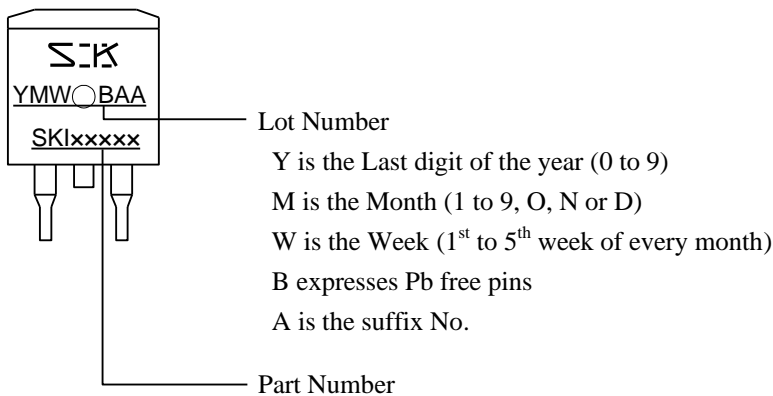 SK
YMW○BAA
SKI×××××
Lot Number
Y is the Last digit of the year (0 to 9)
M is the Month (1 to 9, O, N or D)
W is the Week (1st to 5th week of every month)
B expresses Pb free pins
A is the suffix No.
Part Number